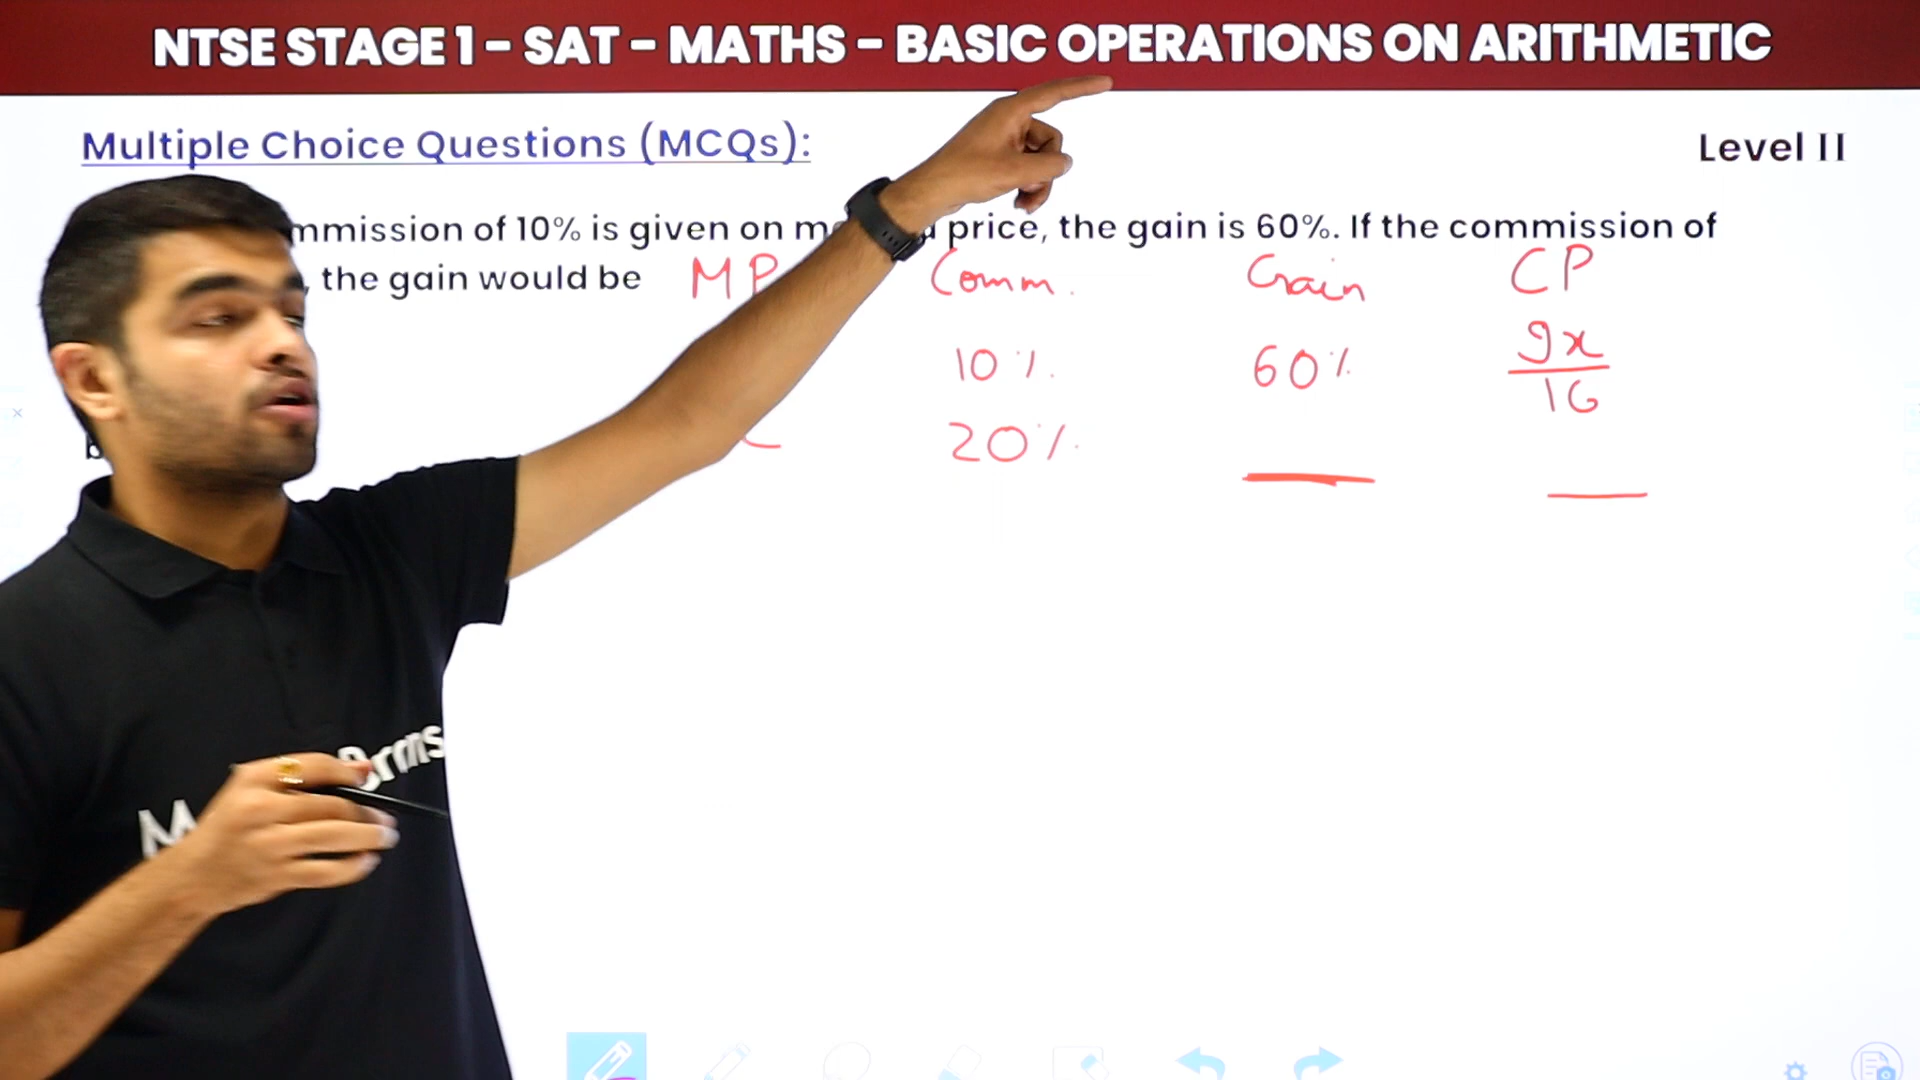 NTSE STAGE 1 – SAT – MATHS – BASIC OPERATIONS ON ARITHMETIC
Multiple Choice Questions (MCQs):
Level II
mmission of 10% is given on price, the gain is 60%. If the commission of
, the gain would be
MP Comm. Gain CP
10% 60% 9x/16
20%